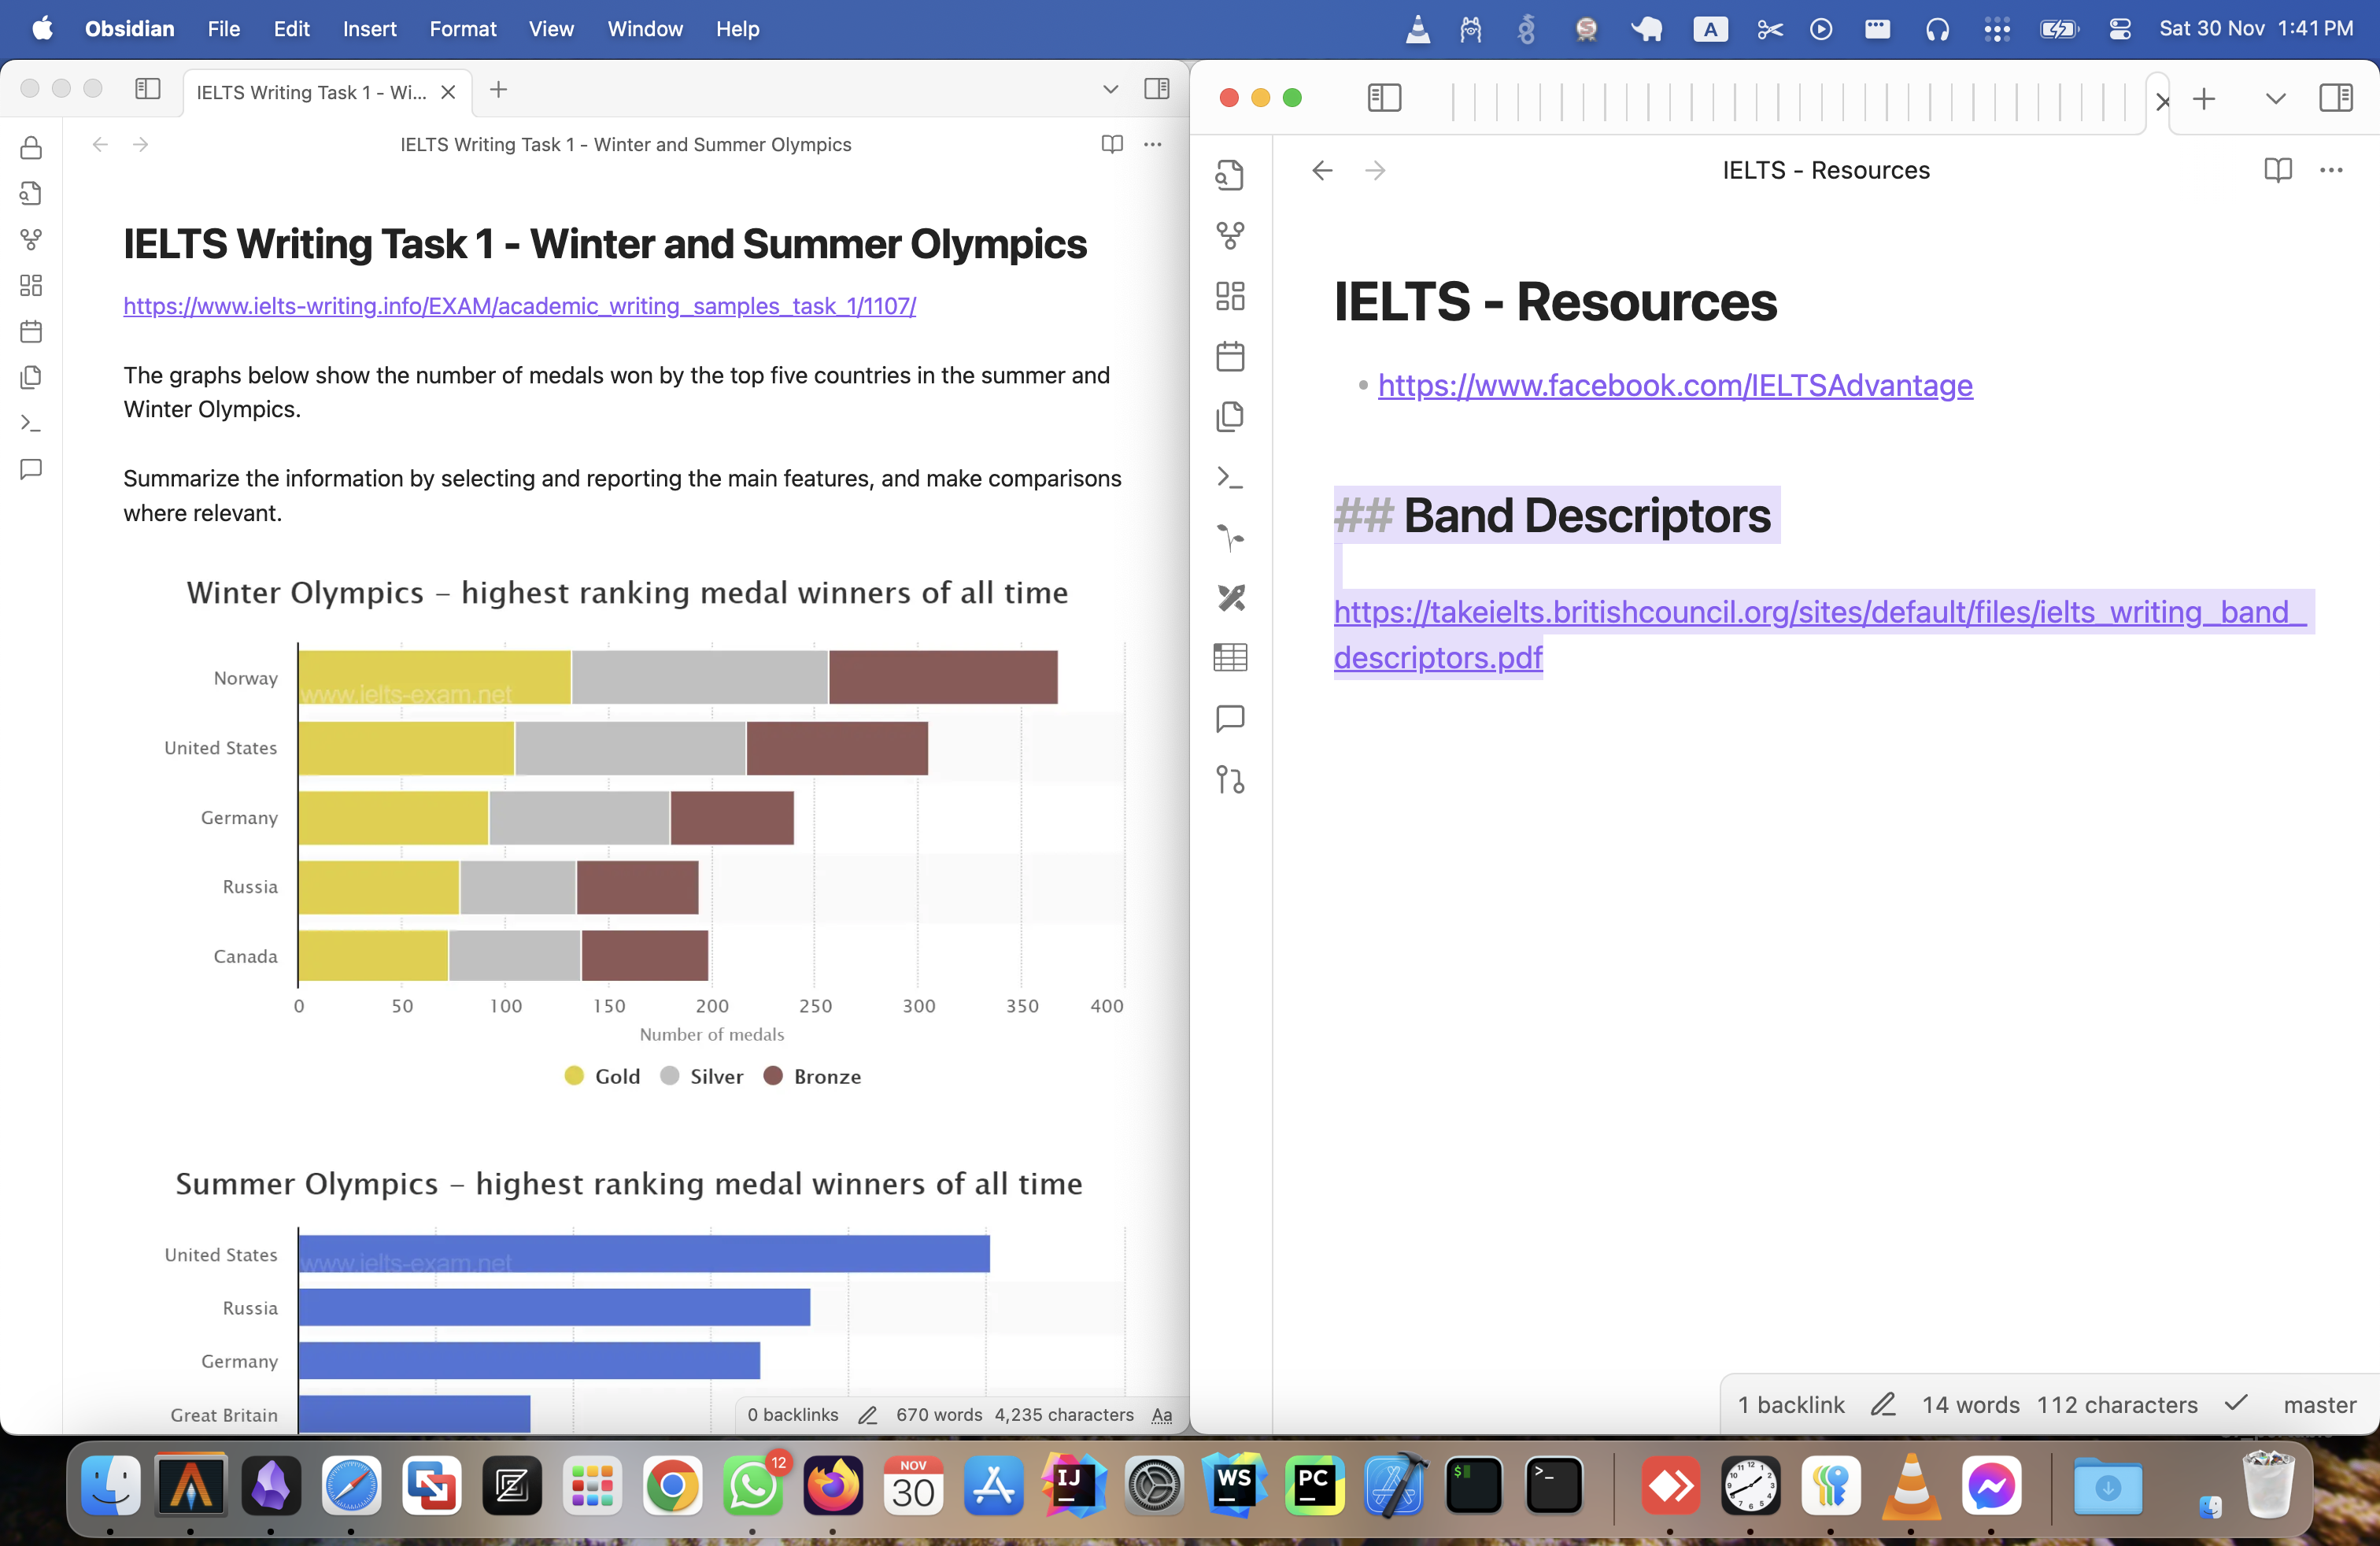 Obsidian File Edit Insert Format View Window Help
A
Sat 30 Nov 1:41 PM
IELTS Writing Task 1 - Wi...
IELTS Writing Task 1 - Winter and Summer Olympics
IELTS Writing Task 1 - Winter and Summer Olympics
https://www.ielts-writing.info/EXAM/academic_writing_samples_task_1/1107/
The graphs below show the number of medals won by the top five countries in the summer and
Winter Olympics.
Summarize the information by selecting and reporting the main features, and make comparisons
where relevant.
Winter Olympics – highest ranking medal winners of all time
Norway
www.ielts-exam.net
United States
Germany
Russia
Canada
0 50 100 150 200 250 300 350 400
Number of medals
Gold Silver Bronze
Summer Olympics – highest ranking medal winners of all time
United States
www.ielts-exam.net
Russia
Germany
Great Britain
0 backlinks 670 words 4,235 characters Aa
IELTS - Resources
IELTS - Resources
https://www.facebook.com/IELTSAdvantage
## Band Descriptors
https://takeielts.britishcouncil.org/sites/default/files/ielts_writing_band_
descriptors.pdf
1 backlink 14 words 112 characters master
12
NOV
30
IJ
WS
PC
$
>_